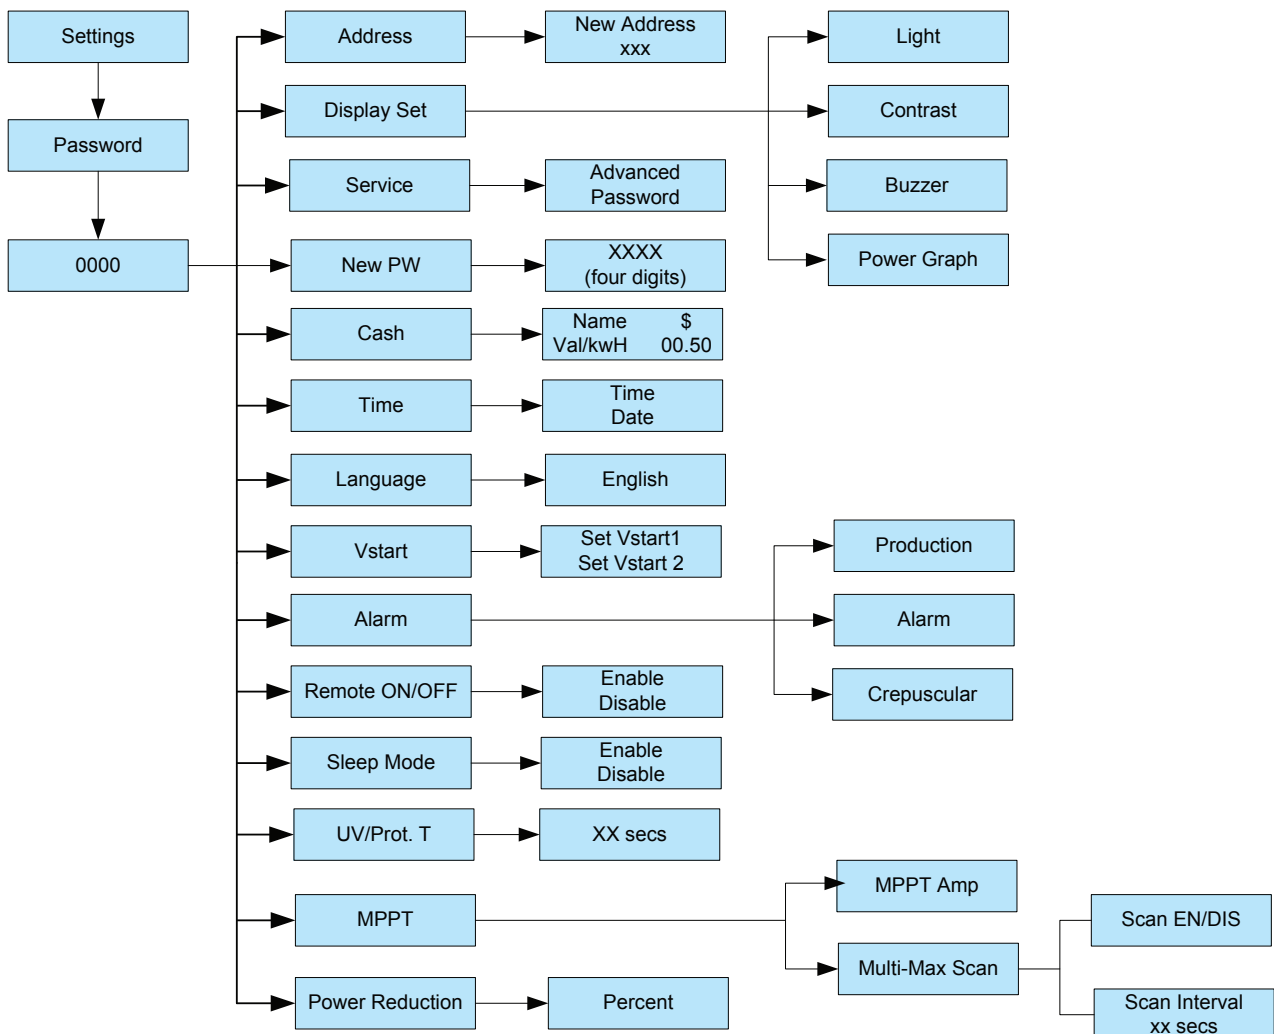 Settings
Password
0000
Address
New Address
xxx
Display Set
Light
Contrast
Buzzer
Power Graph
Service
Advanced
Password
New PW
XXXX
(four digits)
Cash
Name $
Val/kwH 00.50
Time
Time
Date
Language
English
Vstart
Set Vstart1
Set Vstart 2
Alarm
Production
Alarm
Crepuscular
Remote ON/OFF
Enable
Disable
Sleep Mode
Enable
Disable
UV/Prot. T
XX secs
MPPT
MPPT Amp
Multi-Max Scan
Scan EN/DIS
Scan Interval
xx secs
Power Reduction
Percent